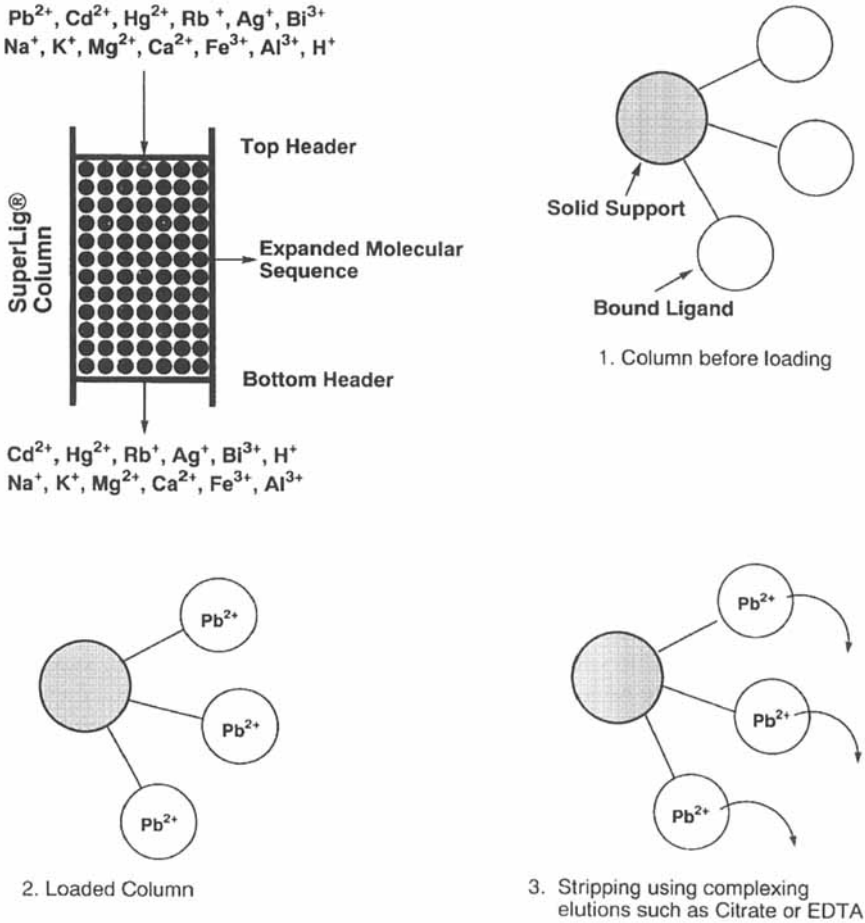 Pb²⁺, Cd²⁺, Hg²⁺, Rb⁺, Ag⁺, Bi³⁺
Na⁺, K⁺, Mg²⁺, Ca²⁺, Fe³⁺, Al³⁺, H⁺
SuperLig®
Column
Top Header
Expanded Molecular
Sequence
Bottom Header
Cd²⁺, Hg²⁺, Rb⁺, Ag⁺, Bi³⁺, H⁺
Na⁺, K⁺, Mg²⁺, Ca²⁺, Fe³⁺, Al³⁺
Solid Support
Bound Ligand
1. Column before loading
Pb²⁺
Pb²⁺
Pb²⁺
2. Loaded Column
Pb²⁺
Pb²⁺
Pb²⁺
3. Stripping using complexing
elutions such as Citrate or EDTA